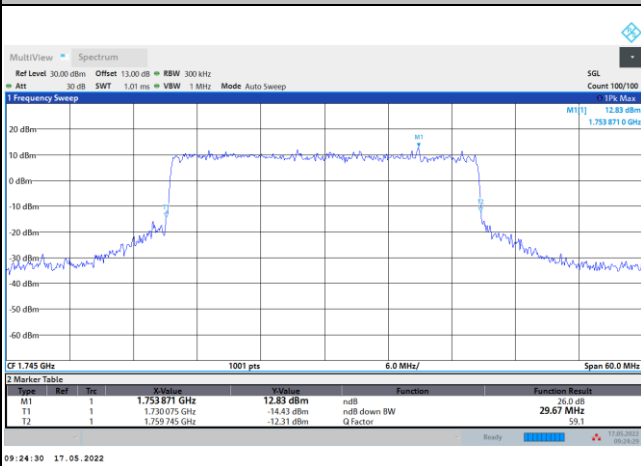 MultiView Spectrum
Ref Level 30.00 dBm Offset 13.00 dB RBW 300 kHz SGL
Att 30 dB SWT 1.01 ms VBW 1 MHz Mode Auto Sweep Count 100/100
1 Frequency Sweep 1Pk Max
M1[1] 12.83 dBm
1.753 871 0 GHz
M1
20 dBm
10 dBm
0 dBm
-10 dBm
-20 dBm
-30 dBm
-40 dBm
-50 dBm
-60 dBm
CF 1.745 GHz 1001 pts 6.0 MHz/ Span 60.0 MHz
2 Marker Table
Type Ref Trc X-Value Y-Value Function Function Result
M1 1 1.753 871 GHz 12.83 dBm ndB 26.0 dB
T1 1 1.730 075 GHz -14.43 dBm ndB down BW 29.67 MHz
T2 1 1.759 745 GHz -12.31 dBm Q Factor 59.1
Ready 17.05.2022
09:24:29
09:24:30 17.05.2022